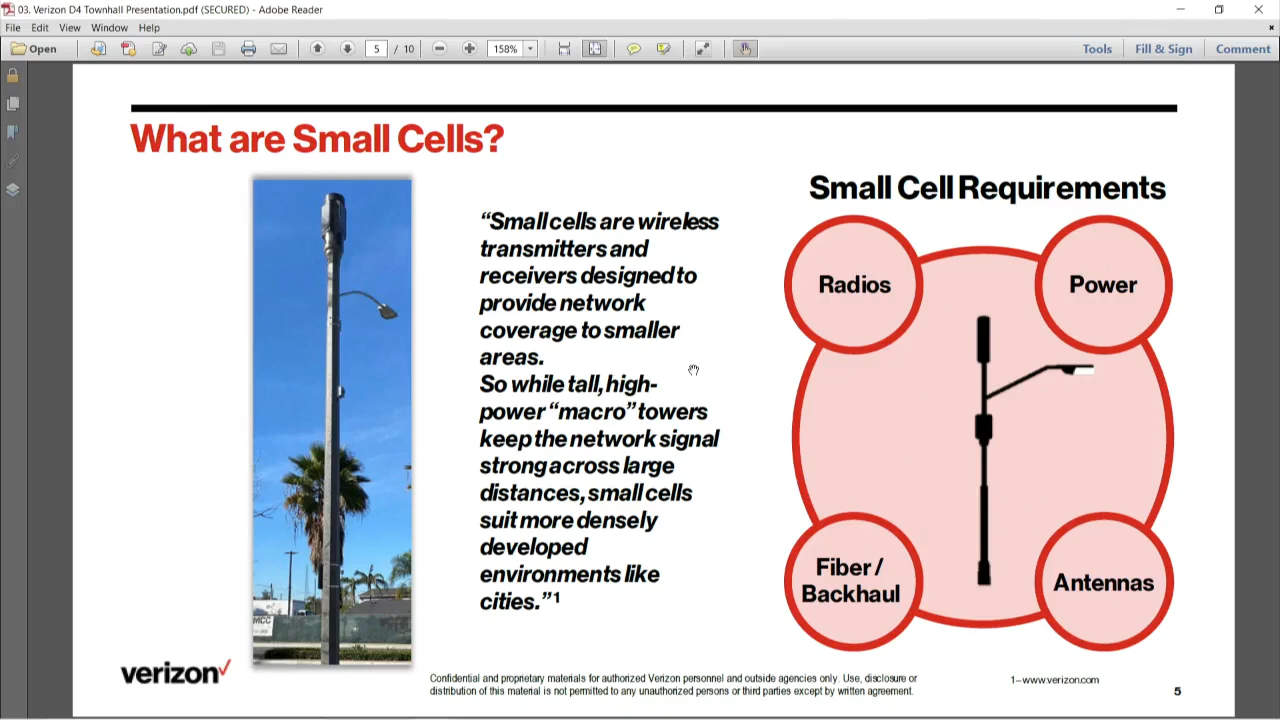 03. Verizon D4 Townhall Presentation.pdf (SECURED) - Adobe Reader
File Edit View Window Help
Open 5 / 10 158% Tools Fill & Sign Comment
What are Small Cells?
Small Cell Requirements
“Small cells are wireless
transmitters and
receivers designed to
provide network
coverage to smaller
areas.
So while tall, high-
power “macro” towers
keep the network signal
strong across large
distances, small cells
suit more densely
developed
environments like
cities.”1
Radios
Power
Fiber /
Backhaul
Antennas
MCC
verizon
Confidential and proprietary materials for authorized Verizon personnel and outside agencies only. Use, disclosure or
distribution of this material is not permitted to any unauthorized persons or third parties except by written agreement.
1–www.verizon.com
5